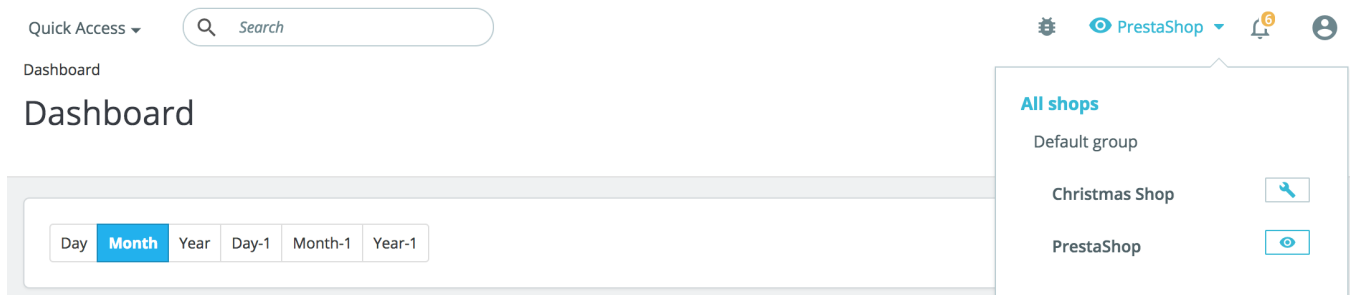 Quick Access
Search
PrestaShop
6
Dashboard
Dashboard
All shops
Default group
Christmas Shop
PrestaShop
Day Month Year Day-1 Month-1 Year-1